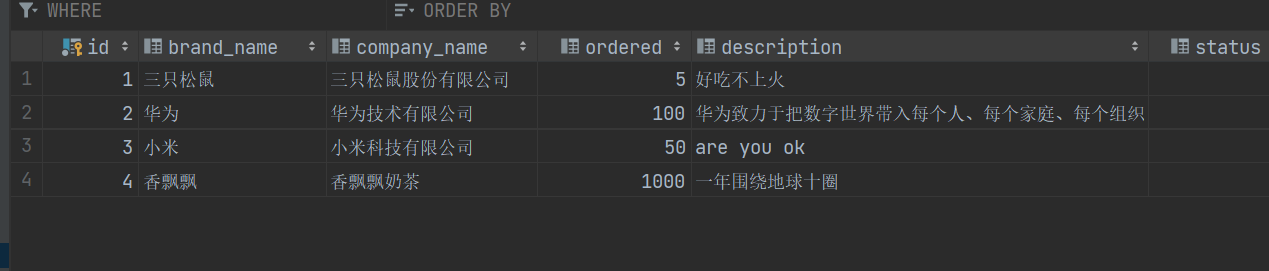 WHERE ORDER BY
id brand_name company_name ordered description status
1 1 三只松鼠 三只松鼠股份有限公司 5 好吃不上火
2 2 华为 华为技术有限公司 100 华为致力于把数字世界带入每个人、每个家庭、每个组织
3 3 小米 小米科技有限公司 50 are you ok
4 4 香飘飘 香飘飘奶茶 1000 一年围绕地球十圈